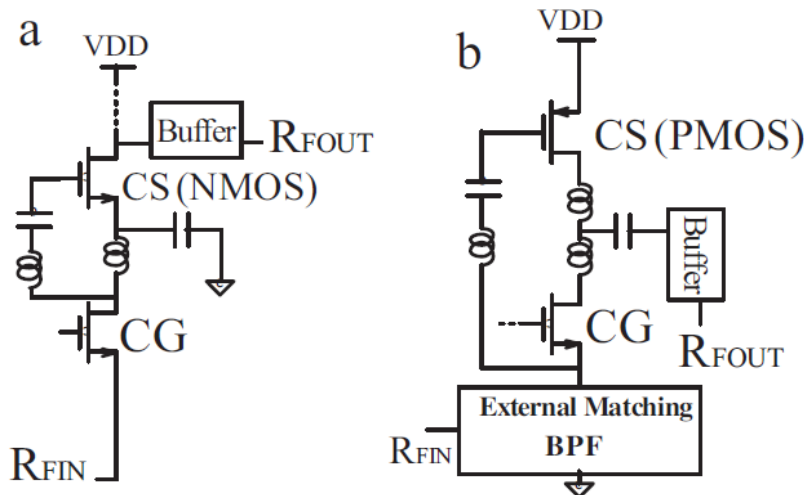 a
VDD
Buffer
RFOUT
CS (NMOS)
CG
RFIN
b
VDD
CS (PMOS)
Buffer
CG
RFOUT
External Matching
RFIN
BPF